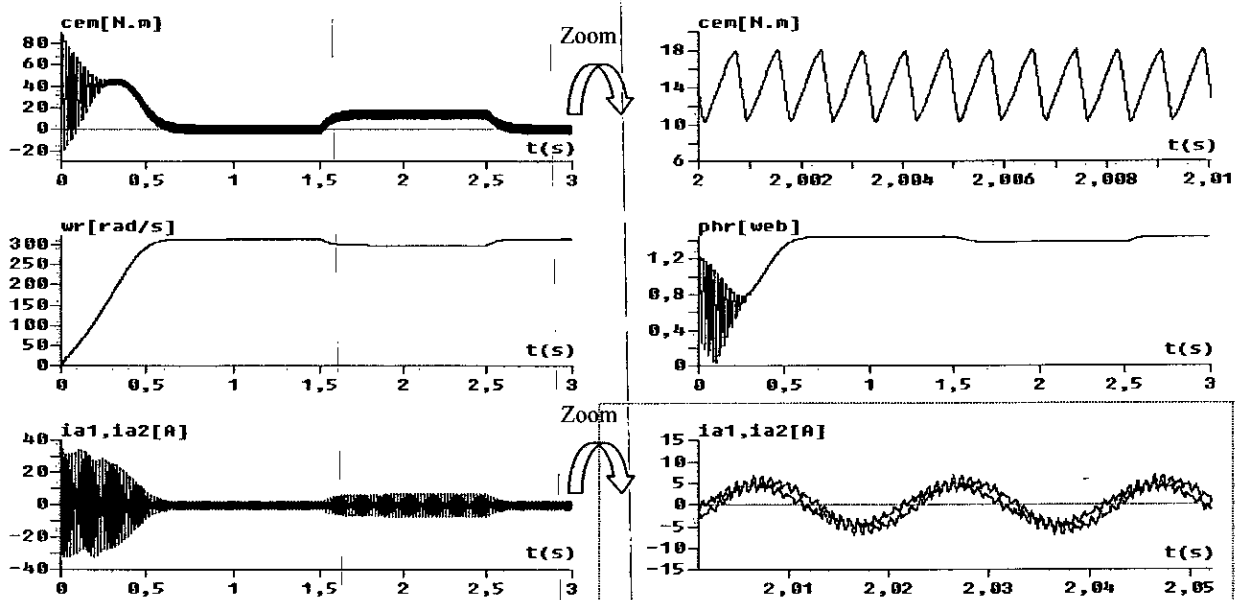 cem[N.m]
80
60
40
20
0
-20
t(s)
0 0,5 1 1,5 2 2,5 3
Zoom
cem[N.m]
18
14
10
6
t(s)
2 2,002 2,004 2,006 2,008 2,01
wr[rad/s]
300
250
200
150
100
50
0
t(s)
0 0,5 1 1,5 2 2,5 3
phr[web]
1,2
0,8
0,4
0
t(s)
0 0,5 1 1,5 2 2,5 3
ia1,ia2[A]
40
20
0
-20
-40
t(s)
0 0,5 1 1,5 2 2,5 3
Zoom
ia1,ia2[A]
15
10
5
0
-5
-10
-15
t(s)
2,01 2,02 2,03 2,04 2,05